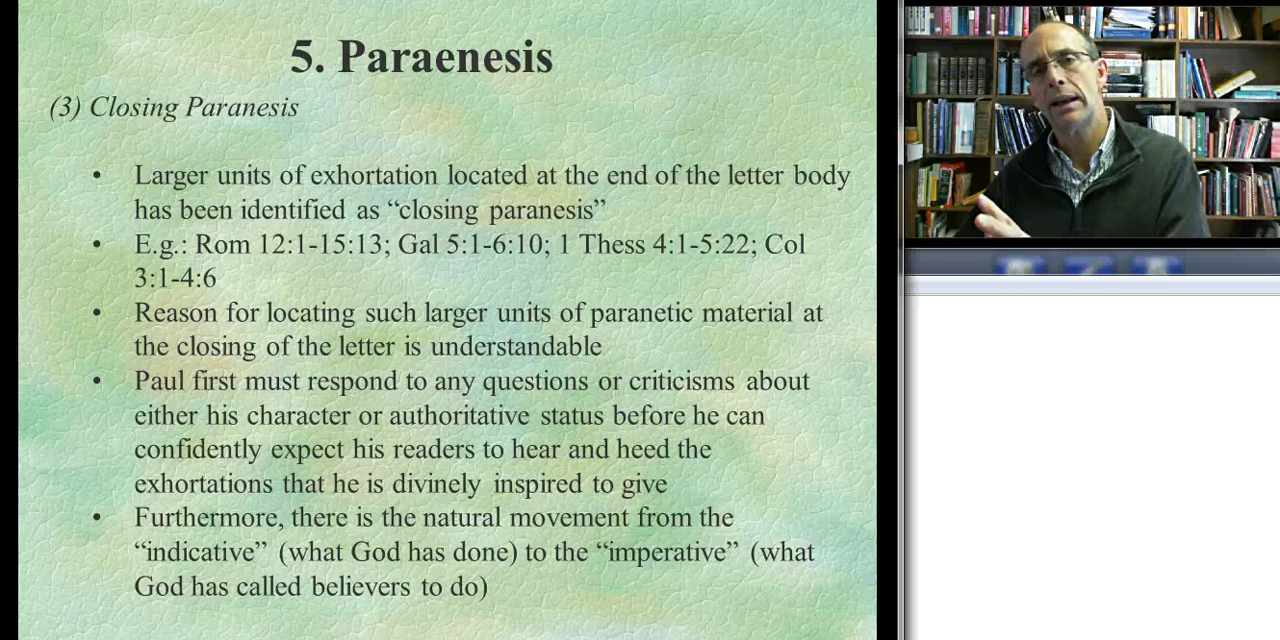 5. Paraenesis
(3) Closing Paranesis
• Larger units of exhortation located at the end of the letter body
has been identified as “closing paranesis”
• E.g.: Rom 12:1-15:13; Gal 5:1-6:10; 1 Thess 4:1-5:22; Col
3:1-4:6
• Reason for locating such larger units of paranetic material at
the closing of the letter is understandable
• Paul first must respond to any questions or criticisms about
either his character or authoritative status before he can
confidently expect his readers to hear and heed the
exhortations that he is divinely inspired to give
• Furthermore, there is the natural movement from the
“indicative” (what God has done) to the “imperative” (what
God has called believers to do)